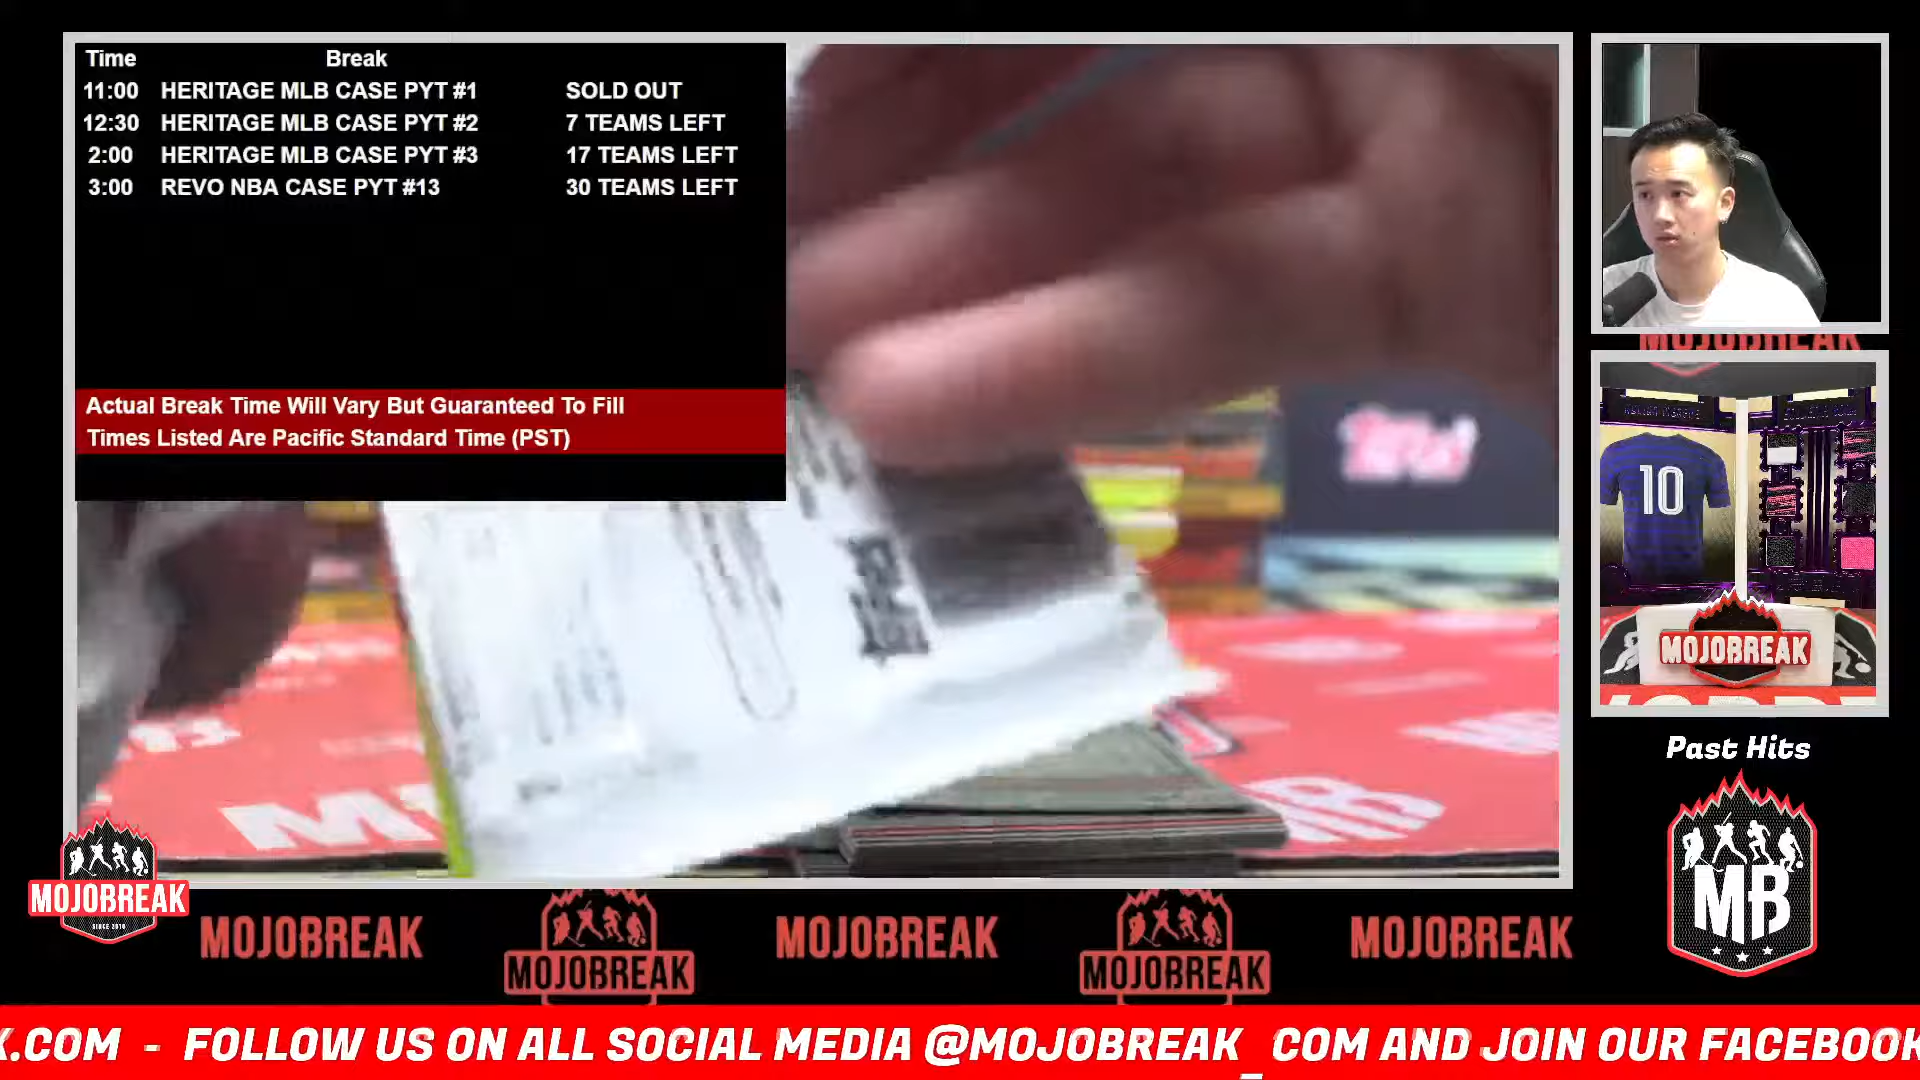 Time Break
11:00 HERITAGE MLB CASE PYT #1 SOLD OUT
12:30 HERITAGE MLB CASE PYT #2 7 TEAMS LEFT
2:00 HERITAGE MLB CASE PYT #3 17 TEAMS LEFT
3:00 REVO NBA CASE PYT #13 30 TEAMS LEFT
Actual Break Time Will Vary But Guaranteed To Fill
Times Listed Are Pacific Standard Time (PST)
MOJOBREAK
10
MOJOBREAK
Past Hits
MB
MB
MOJOBREAK
SINCE 2010
MOJOBREAK
MOJOBREAK
MOJOBREAK
MOJOBREAK
MOJOBREAK
K.COM - FOLLOW US ON ALL SOCIAL MEDIA @MOJOBREAK_COM AND JOIN OUR FACEBOOK